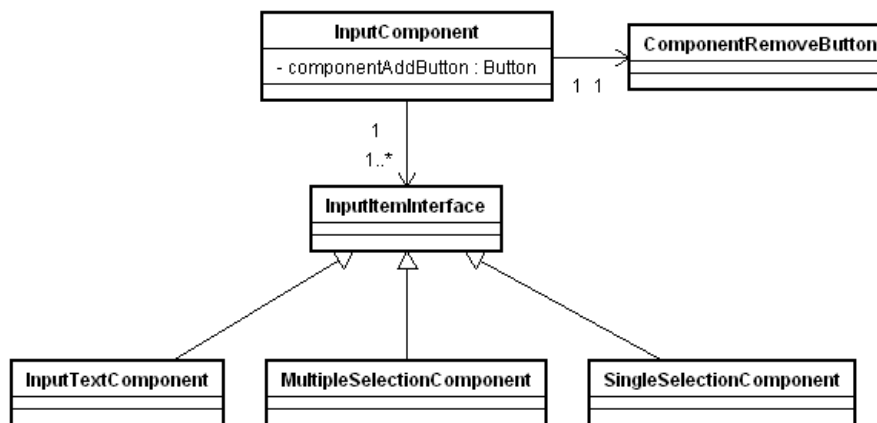 InputComponent
- componentAddButton : Button
ComponentRemoveButton
1 1
1
1..*
InputItemInterface
InputTextComponent
MultipleSelectionComponent
SingleSelectionComponent